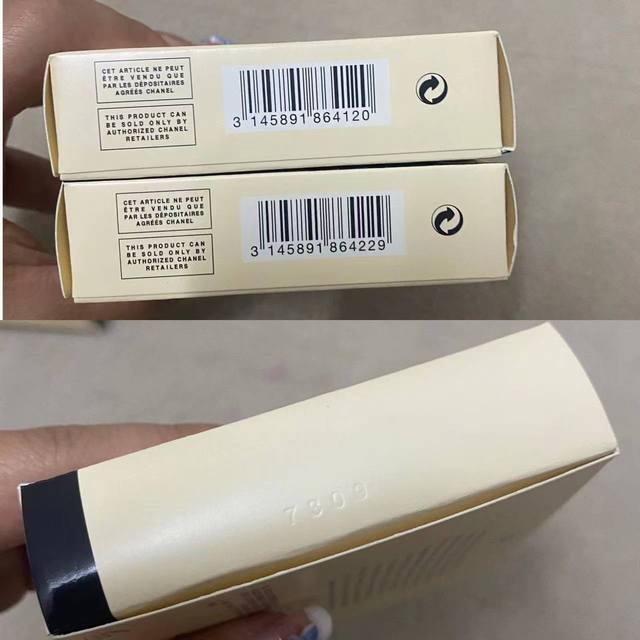 CET ARTICLE NE PEUT
ÊTRE VENDU QUE
PAR LES DÉPOSITAIRES
AGRÉÉS CHANEL
THIS PRODUCT CAN
BE SOLD ONLY BY
AUTHORIZED CHANEL
RETAILERS
3 145891 864120
CET ARTICLE NE PEUT
ÊTRE VENDU QUE
PAR LES DÉPOSITAIRES
AGRÉÉS CHANEL
THIS PRODUCT CAN
BE SOLD ONLY BY
AUTHORIZED CHANEL
RETAILERS
3 145891 864229
7809